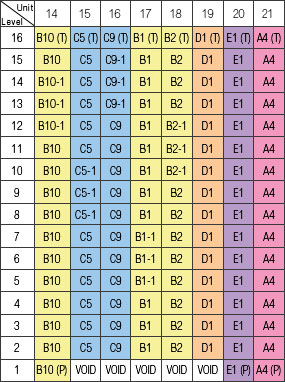 Unit 14 15 16 17 18 19 20 21
Level
16 B10 (T) C5 (T) C9 (T) B1 (T) B2 (T) D1 (T) E1 (T) A4 (T)
15 B10 C5 C9-1 B1 B2 D1 E1 A4
14 B10-1 C5 C9-1 B1 B2 D1 E1 A4
13 B10-1 C5 C9-1 B1 B2 D1 E1 A4
12 B10-1 C5 C9 B1 B2-1 D1 E1 A4
11 B10 C5 C9 B1 B2-1 D1 E1 A4
10 B10 C5-1 C9 B1 B2-1 D1 E1 A4
9 B10 C5-1 C9 B1 B2 D1 E1 A4
8 B10 C5-1 C9 B1 B2 D1 E1 A4
7 B10 C5 C9 B1-1 B2 D1 E1 A4
6 B10 C5 C9 B1-1 B2 D1 E1 A4
5 B10 C5 C9 B1-1 B2 D1 E1 A4
4 B10 C5 C9 B1 B2 D1 E1 A4
3 B10 C5 C9 B1 B2 D1 E1 A4
2 B10 C5 C9 B1 B2 D1 E1 A4
1 B10 (P) VOID VOID VOID VOID VOID E1 (P) A4 (P)